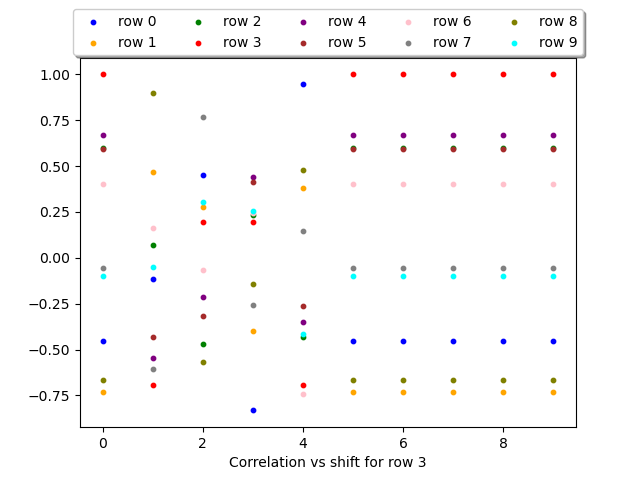 row 0 row 2 row 4 row 6 row 8
row 1 row 3 row 5 row 7 row 9
1.00
0.75
0.50
0.25
0.00
−0.25
−0.50
−0.75
0 2 4 6 8
Correlation vs shift for row 3